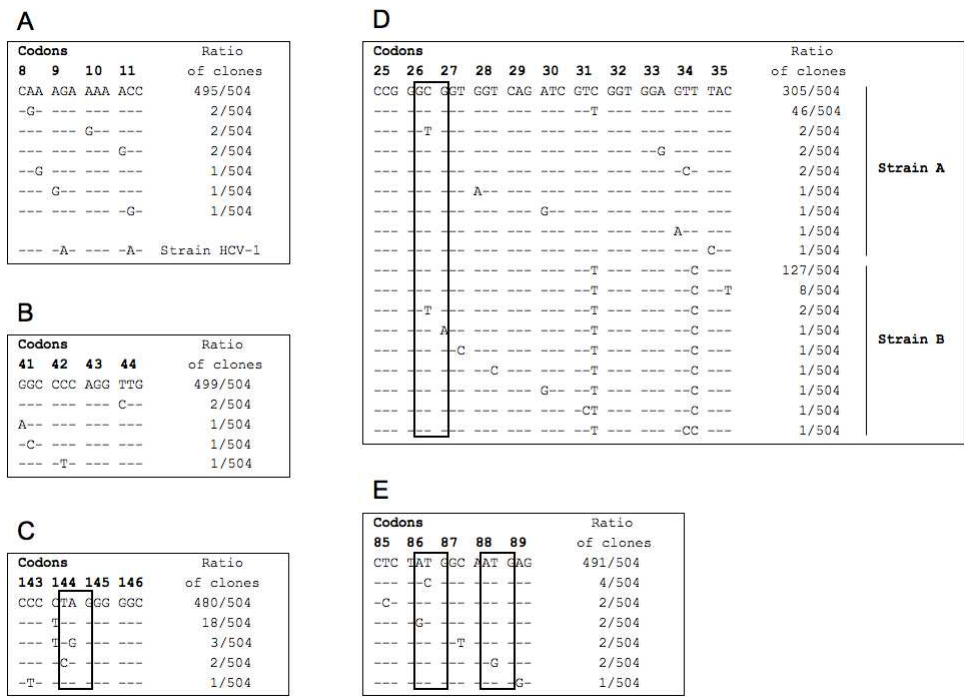 A
Codons Ratio
8 9 10 11 of clones
CAA AGA AAA ACC 495/504
-G- --- --- --- 2/504
--- --- G-- --- 2/504
--- --- --- G-- 2/504
--G --- --- --- 1/504
--- G-- --- --- 1/504
--- --- --- -G- 1/504
--- -A- --- -A- Strain HCV-1
B
Codons Ratio
41 42 43 44 of clones
GGC CCC AGG TTG 499/504
--- --- --- C-- 2/504
A-- --- --- --- 1/504
-C- --- --- --- 1/504
--- -T- --- --- 1/504
C
Codons Ratio
143 144 145 146 of clones
CCC CTAG GGG GGC 480/504
--- T-- --- --- 18/504
--- T-G --- --- 3/504
--- -C- --- --- 2/504
-T- --- --- --- 1/504
D
Codons Ratio
25 26 27 28 29 30 31 32 33 34 35 of clones
CCG GGCG GGT GGT CAG ATC GTC GGT GGA GTT TAC 305/504
--- --- --- --- --- --- --T --- --- --- --- 46/504
--- -T- --- --- --- --- --- --- --- --- --- 2/504
--- --- --- --- --- --- --- --- --G --- --- 2/504
--- --- --- --- --- --- --- --- --- -C- --- 2/504
--- --- --- A-- --- --- --- --- --- --- --- 1/504
--- --- --- --- --- G-- --- --- --- --- --- 1/504
--- --- --- --- --- --- --- --- --- A-- --- 1/504
--- --- --- --- --- --- --- --- --- --- C-- 1/504
--- --- --- --- --- --- --T --- --- --C --- 127/504
--- --- --- --- --- --- --T --- --- --C --T 8/504
--- -T- --- --- --- --- --T --- --- --C --- 2/504
--- --- A-- --- --- --- --T --- --- --C --- 1/504
--- --- -C- --- --- --- --T --- --- --C --- 1/504
--- --- --- -C- --- --- --T --- --- --C --- 1/504
--- --- --- --- --- G-- --T --- --- --C --- 1/504
--- --- --- --- --- --- -CT --- --- --C --- 1/504
--- --- --- --- --- --- --T --- --- -CC --- 1/504
Strain A
Strain B
E
Codons Ratio
85 86 87 88 89 of clones
CTC TATG GGC AATG GAG 491/504
--- -C- --- --- --- 4/504
-C- --- --- --- --- 2/504
--- G-- --- --- --- 2/504
--- --- -T- --- --- 2/504
--- --- --- -G- --- 2/504
--- --- --- --- G-- 1/504